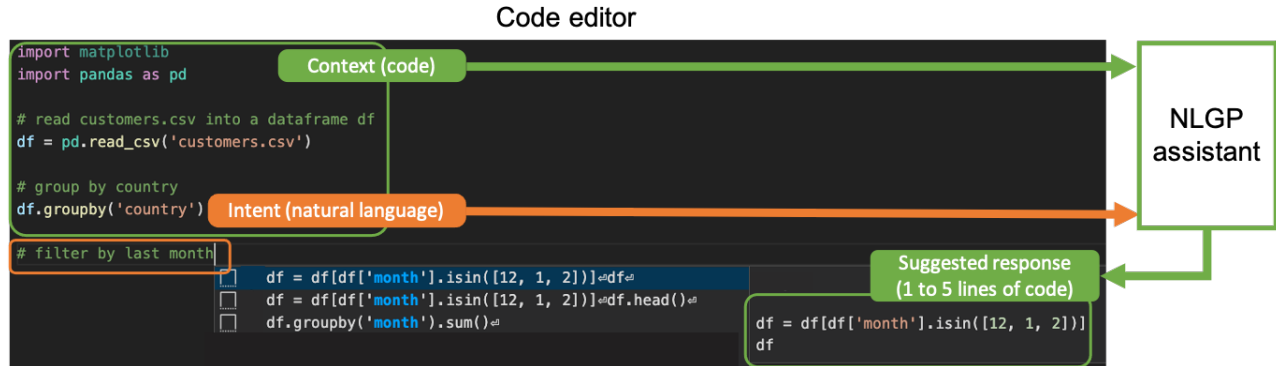 Code editor
import matplotlib
import pandas as pd
Context (code)
# read customers.csv into a dataframe df
df = pd.read_csv('customers.csv')
# group by country
df.groupby('country')
Intent (natural language)
NLGP
assistant
# filter by last month
df = df[df['month'].isin([12, 1, 2])]⏎df⏎
df = df[df['month'].isin([12, 1, 2])]⏎df.head()⏎
df.groupby('month').sum()⏎
Suggested response
(1 to 5 lines of code)
df = df[df['month'].isin([12, 1, 2])]
df